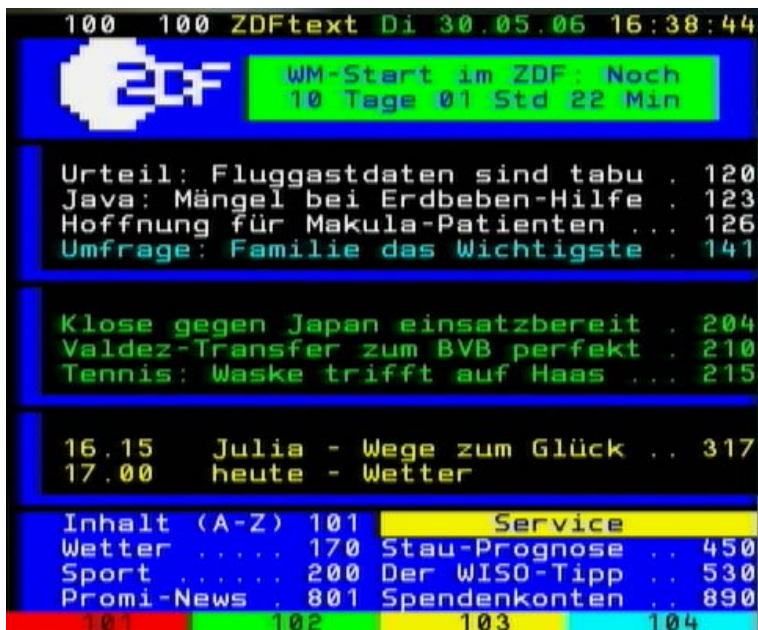 100 100 ZDFtext Di 30.05.06 16:38:44
ZDF
WM-Start im ZDF: Noch
10 Tage 01 Std 22 Min
Urteil: Fluggastdaten sind tabu . 120
Java: Mängel bei Erdbeben-Hilfe . 123
Hoffnung für Makula-Patienten ... 126
Umfrage: Familie das Wichtigste . 141
Klose gegen Japan einsatzbereit . 204
Valdez-Transfer zum BVB perfekt . 210
Tennis: Waske trifft auf Haas ... 215
16.15 Julia - Wege zum Glück .. 317
17.00 heute - Wetter
Inhalt (A-Z) 101 Service
Wetter ..... 170 Stau-Prognose .. 450
Sport ...... 200 Der WISO-Tipp .. 530
Promi-News . 801 Spendenkonten .. 890
101 102 103 104